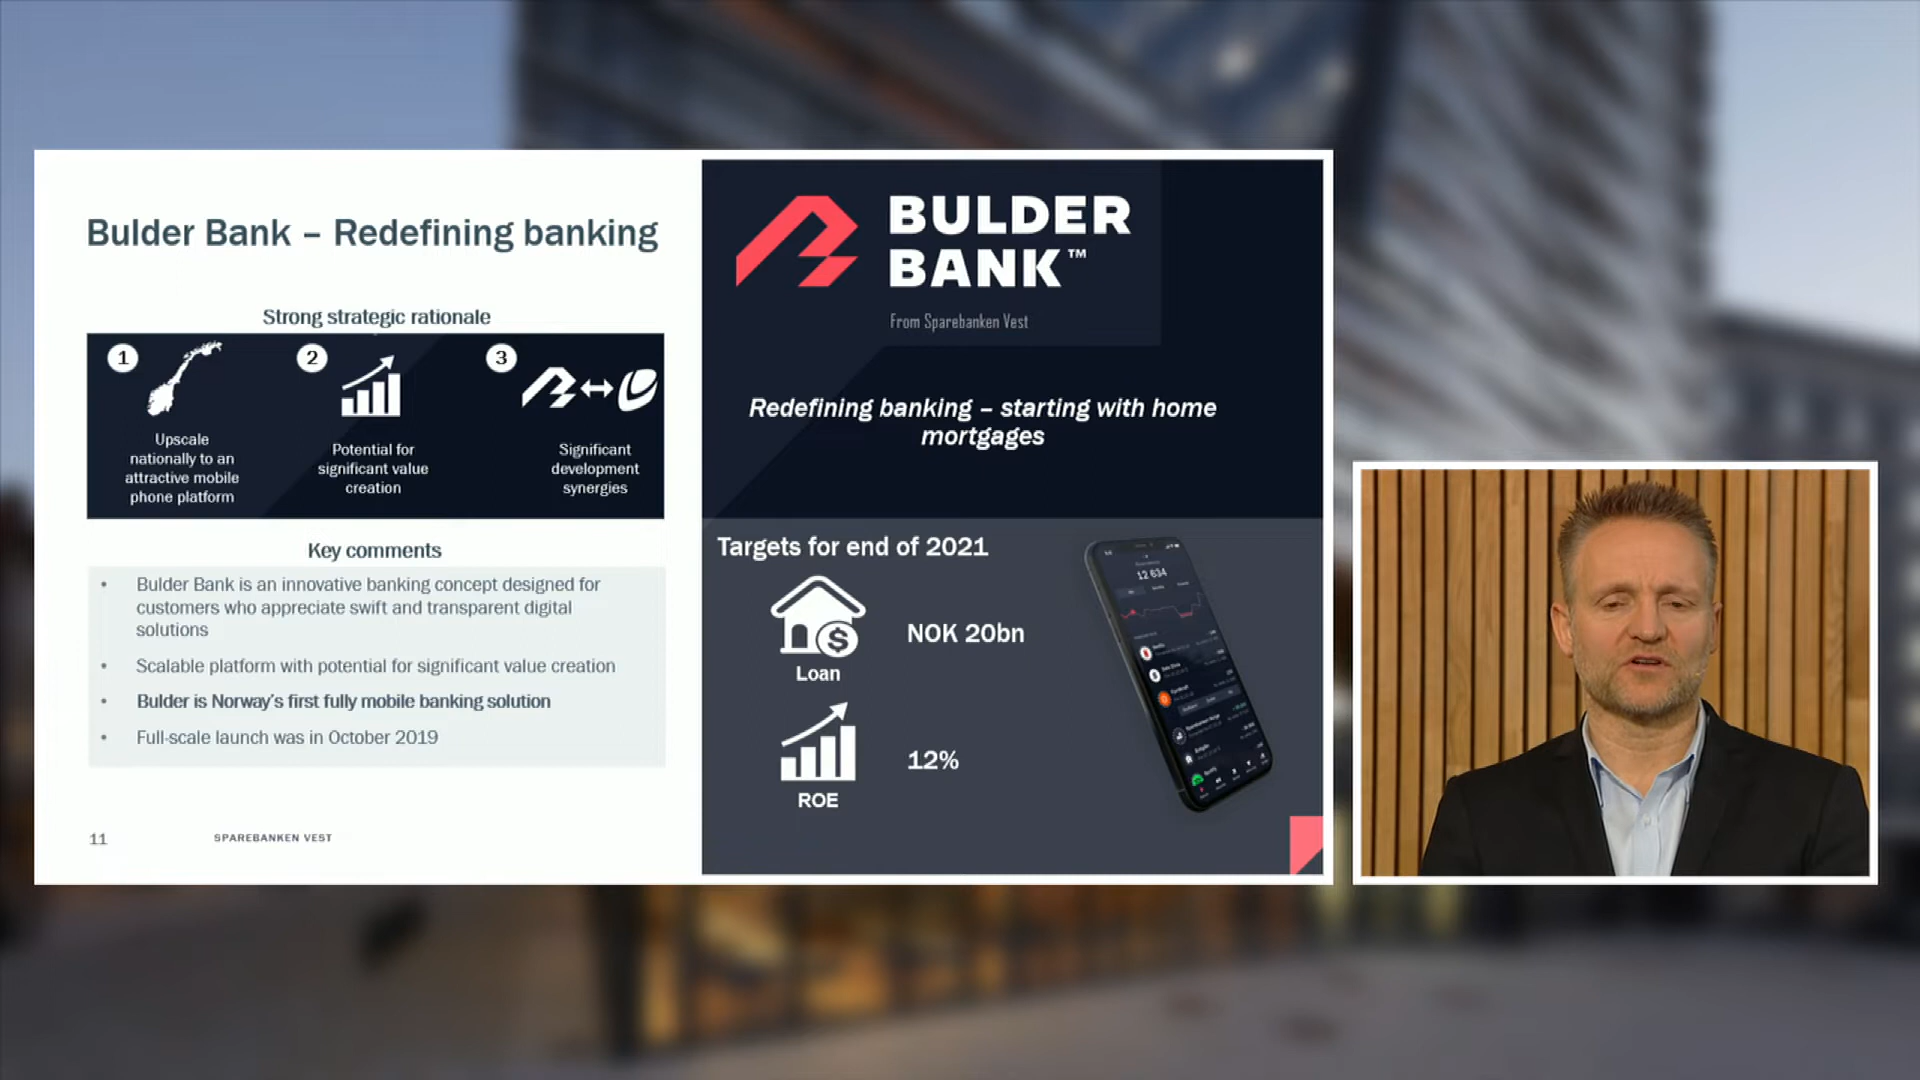 Bulder Bank – Redefining banking
Strong strategic rationale
1
Upscale
nationally to an
attractive mobile
phone platform
2
Potential for
significant value
creation
3
Significant
development
synergies
Key comments
• Bulder Bank is an innovative banking concept designed for
customers who appreciate swift and transparent digital
solutions
• Scalable platform with potential for significant value creation
• Bulder is Norway's first fully mobile banking solution
• Full-scale launch was in October 2019
11
SPAREBANKEN VEST
BULDER
BANK™
From Sparebanken Vest
Redefining banking – starting with home
mortgages
Targets for end of 2021
$
Loan
NOK 20bn
ROE
12%
12 634